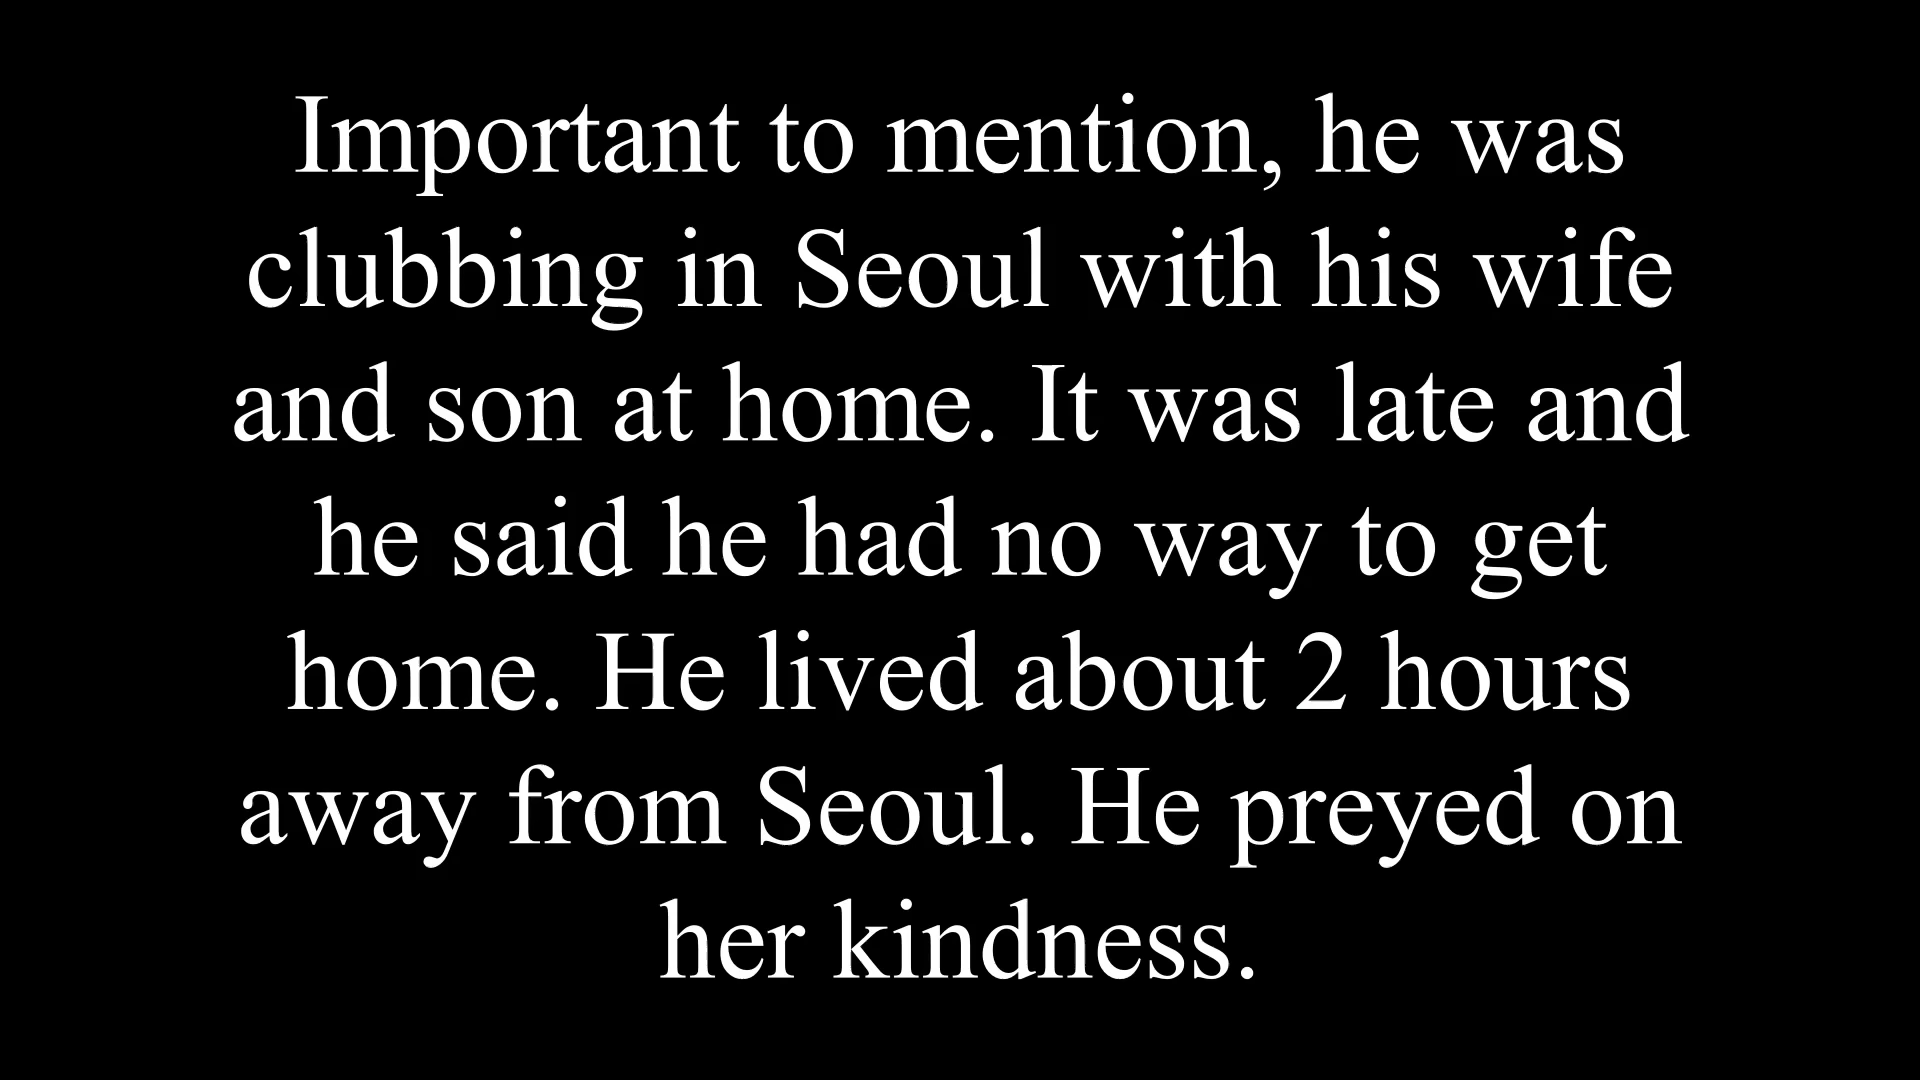 Important to mention, he was
clubbing in Seoul with his wife
and son at home. It was late and
he said he had no way to get
home. He lived about 2 hours
away from Seoul. He preyed on
her kindness.